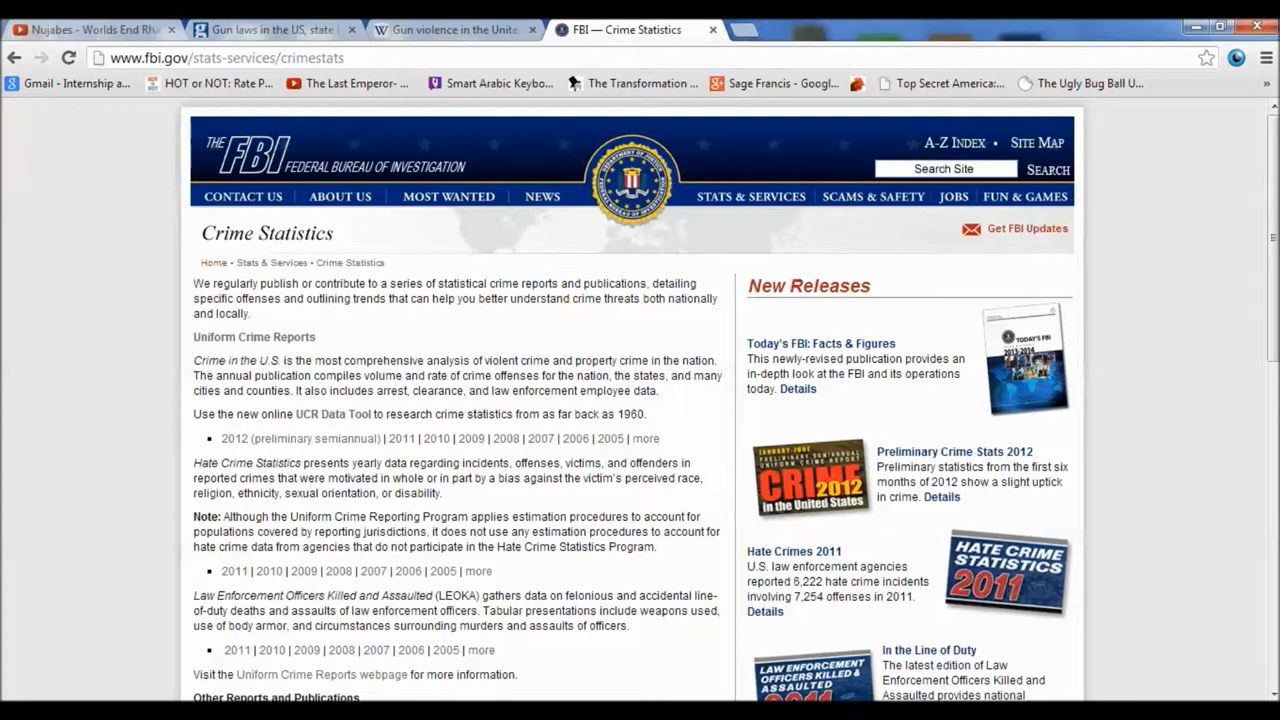 Nujabes - Worlds End Rha
Gun laws in the US, state
Gun violence in the Unite
FBI — Crime Statistics
www.fbi.gov/stats-services/crimestats
Gmail - Internship a...
HOT or NOT: Rate P...
The Last Emperor- ...
Smart Arabic Keybo...
The Transformation ...
Sage Francis - Googl...
Top Secret America:...
The Ugly Bug Ball U...
»
THE FBI FEDERAL BUREAU OF INVESTIGATION
A-Z INDEX • SITE MAP
Search Site SEARCH
CONTACT US ABOUT US MOST WANTED NEWS STATS & SERVICES SCAMS & SAFETY JOBS FUN & GAMES
Crime Statistics
Get FBI Updates
Home • Stats & Services • Crime Statistics
We regularly publish or contribute to a series of statistical crime reports and publications, detailing
specific offenses and outlining trends that can help you better understand crime threats both nationally
and locally.
Uniform Crime Reports
Crime in the U.S. is the most comprehensive analysis of violent crime and property crime in the nation.
The annual publication compiles volume and rate of crime offenses for the nation, the states, and many
cities and counties. It also includes arrest, clearance, and law enforcement employee data.
Use the new online UCR Data Tool to research crime statistics from as far back as 1960.
2012 (preliminary semiannual) | 2011 | 2010 | 2009 | 2008 | 2007 | 2006 | 2005 | more
Hate Crime Statistics presents yearly data regarding incidents, offenses, victims, and offenders in
reported crimes that were motivated in whole or in part by a bias against the victim's perceived race,
religion, ethnicity, sexual orientation, or disability.
Note: Although the Uniform Crime Reporting Program applies estimation procedures to account for
populations covered by reporting jurisdictions, it does not use any estimation procedures to account for
hate crime data from agencies that do not participate in the Hate Crime Statistics Program.
2011 | 2010 | 2009 | 2008 | 2007 | 2006 | 2005 | more
Law Enforcement Officers Killed and Assaulted (LEOKA) gathers data on felonious and accidental line-
of-duty deaths and assaults of law enforcement officers. Tabular presentations include weapons used,
use of body armor, and circumstances surrounding murders and assaults of officers.
2011 | 2010 | 2009 | 2008 | 2007 | 2006 | 2005 | more
Visit the Uniform Crime Reports webpage for more information.
Other Reports and Publications
New Releases
Today's FBI: Facts & Figures
This newly-revised publication provides an
in-depth look at the FBI and its operations
today. Details
TODAY'S FBI
2013-2014
JANUARY-JUNE
PRELIMINARY SEMIANNUAL
UNIFORM CRIME REPORT
CRIME
2012
in the United States
Preliminary Crime Stats 2012
Preliminary statistics from the first six
months of 2012 show a slight uptick
in crime. Details
Hate Crimes 2011
U.S. law enforcement agencies
reported 6,222 hate crime incidents
involving 7,254 offenses in 2011.
Details
HATE CRIME
STATISTICS
2011
LAW ENFORCEMENT
OFFICERS KILLED &
ASSAULTED
2011
In the Line of Duty
The latest edition of Law
Enforcement Officers Killed and
Assaulted provides national